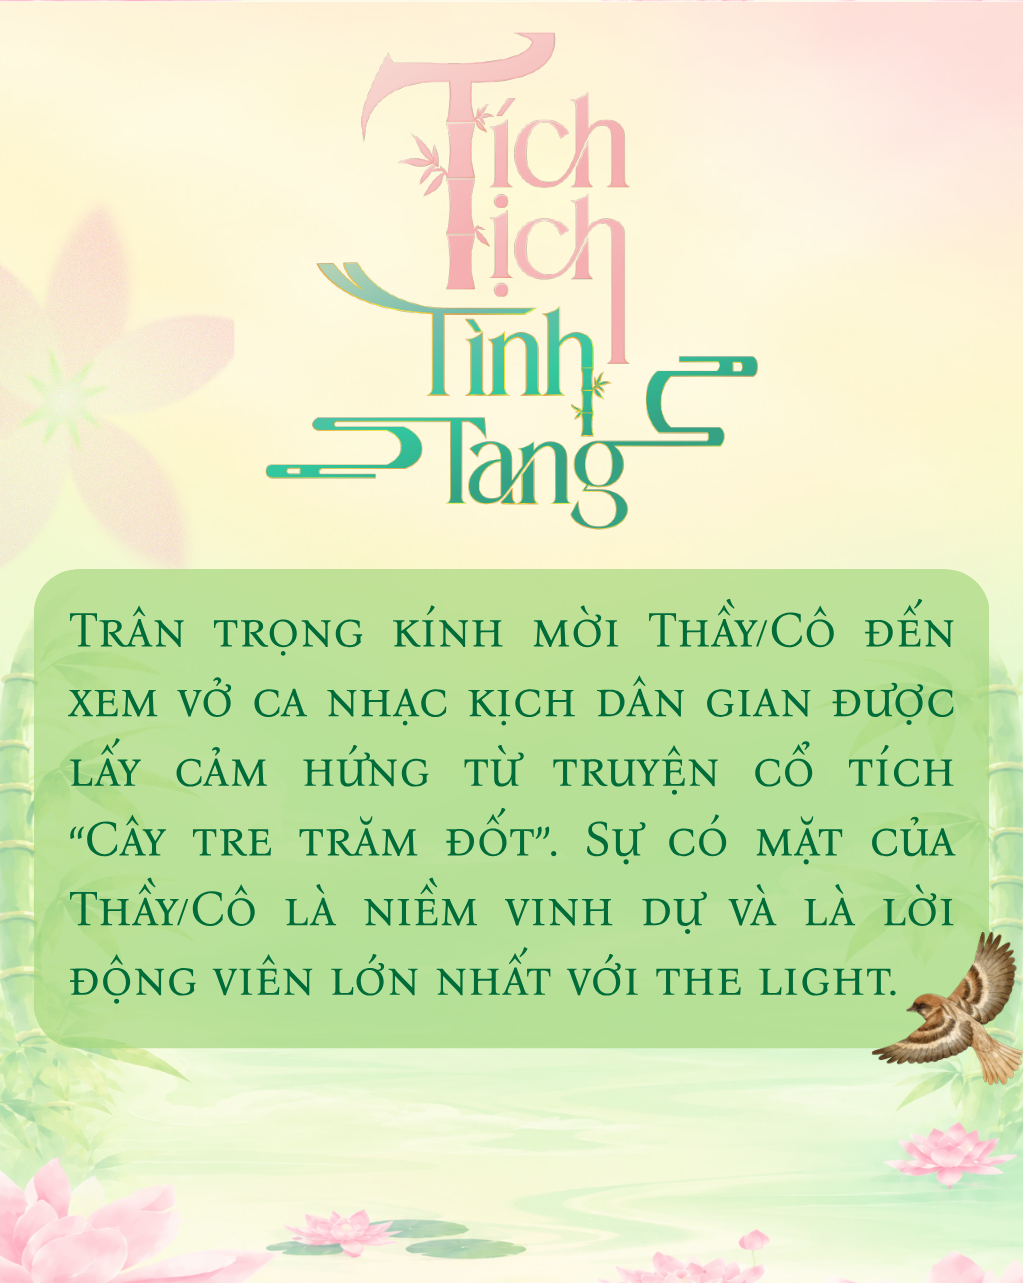 Tích
Tịch
Tình
Tang
Trân trọng kính mời Thầy/Cô đến
xem vở ca nhạc kịch dân gian được
lấy cảm hứng từ truyện cổ tích
“Cây tre trăm đốt”. Sự có mặt của
Thầy/Cô là niềm vinh dự và là lời
động viên lớn nhất với the light.